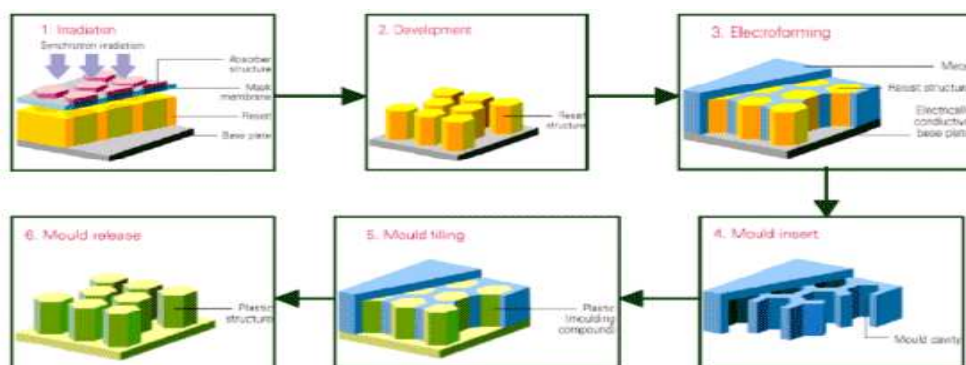 1. Irradiation
Synchrotron irradiation
Absorber
structure
Mask
membrane
Resist
Base plate
2. Development
Resist
structure
3. Electroforming
Meta
Resist structure
Electrically
conductive
base plate
4. Mould insert
Mould cavity
5. Mould filling
Plastic
(moulding
compound)
6. Mould release
Plastic
structure